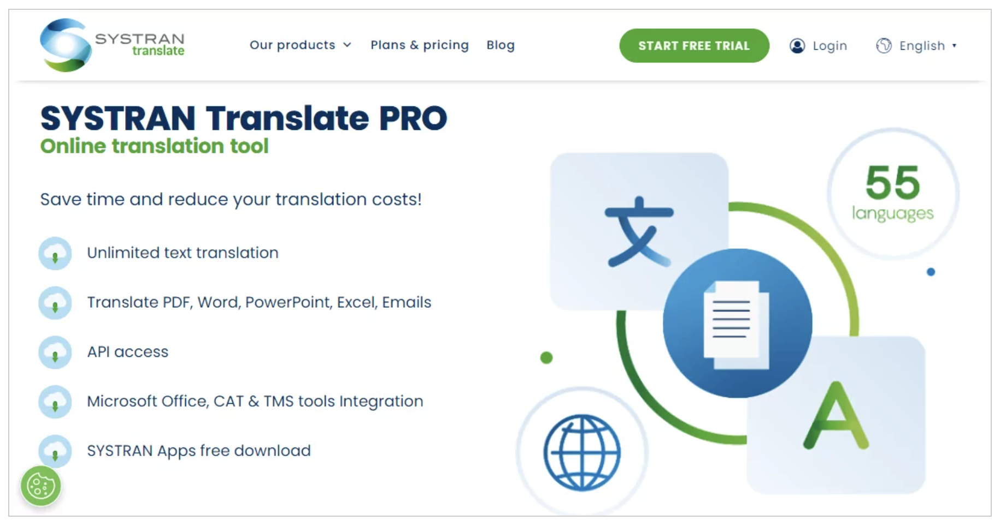 SYSTRAN
translate
Our products
Plans & pricing
Blog
START FREE TRIAL
Login
English
SYSTRAN Translate PRO
Online translation tool
Save time and reduce your translation costs!
Unlimited text translation
Translate PDF, Word, PowerPoint, Excel, Emails
API access
Microsoft Office, CAT & TMS tools Integration
SYSTRAN Apps free download
55
languages
文
A